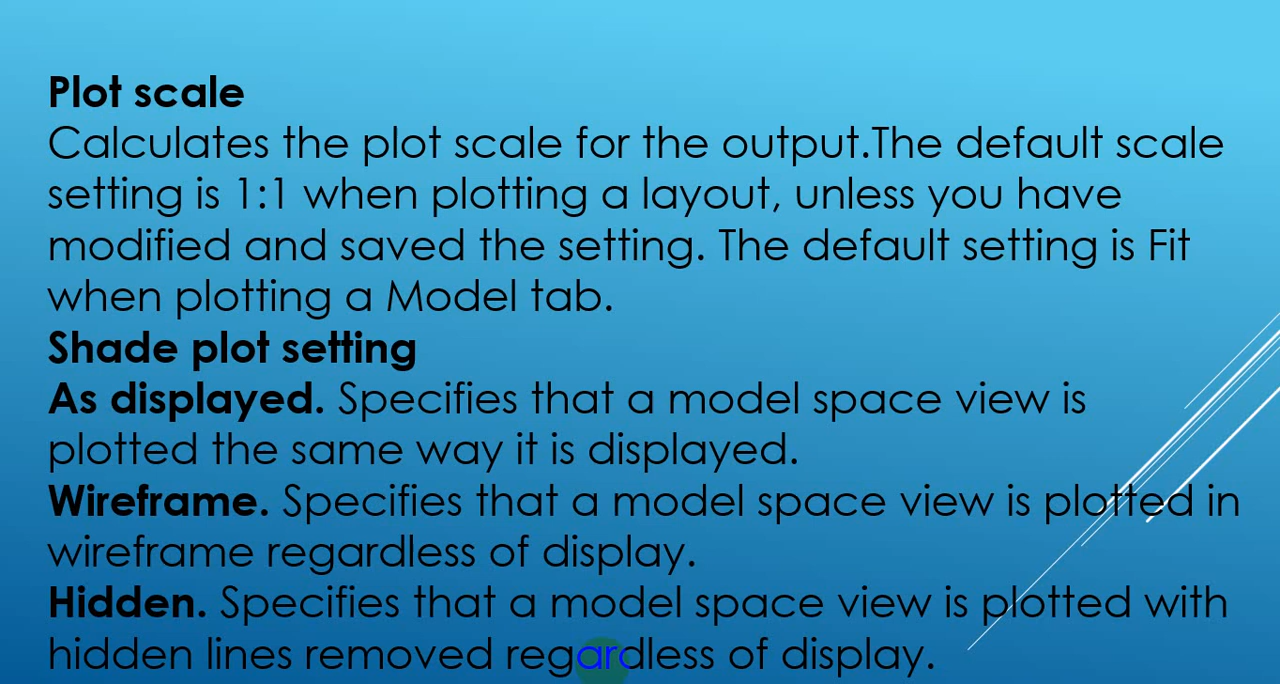 Plot scale
Calculates the plot scale for the output.The default scale
setting is 1:1 when plotting a layout, unless you have
modified and saved the setting. The default setting is Fit
when plotting a Model tab.
Shade plot setting
As displayed. Specifies that a model space view is
plotted the same way it is displayed.
Wireframe. Specifies that a model space view is plotted in
wireframe regardless of display.
Hidden. Specifies that a model space view is plotted with
hidden lines removed regardless of display.